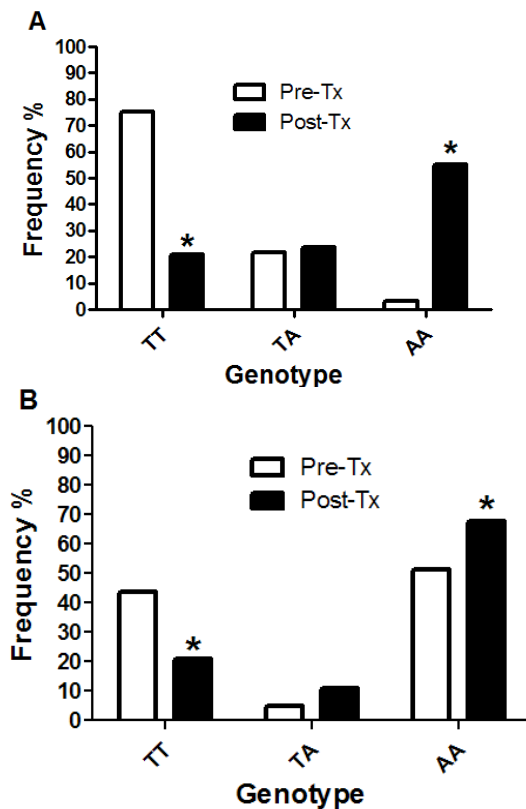 A
100
90
80
70
60
50
40
30
20
10
0
Frequency %
Pre-Tx
Post-Tx
*
*
TT TA AA
Genotype
B
100
90
80
70
60
50
40
30
20
10
0
Frequency %
Pre-Tx
Post-Tx
*
*
TT TA AA
Genotype